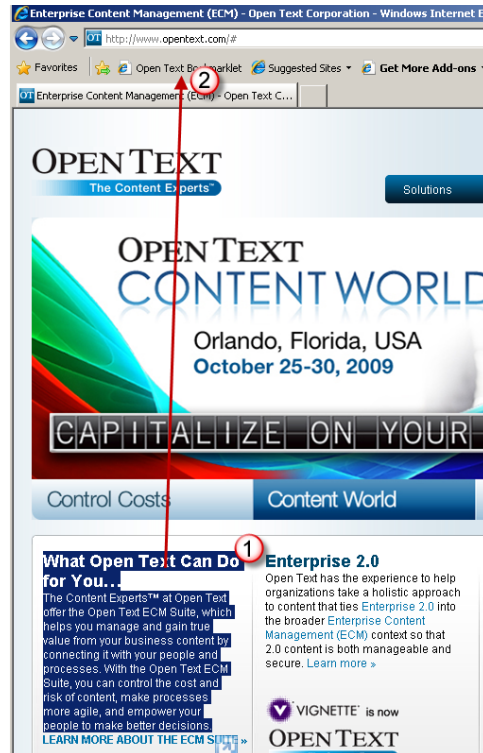 Enterprise Content Management (ECM) - Open Text Corporation - Windows Internet E
http://www.opentext.com/#
Favorites Open Text Bookmarklet Suggested Sites Get More Add-ons
2
OT Enterprise Content Management (ECM) - Open Text C...
OPEN TEXT
The Content Experts™
Solutions
OPEN TEXT
CONTENT WORLD
Orlando, Florida, USA
October 25-30, 2009
CAPITALIZE ON YOUR
Control Costs Content World
1
What Open Text Can Do
for You...
The Content Experts™ at Open Text
offer the Open Text ECM Suite, which
helps you manage and gain true
value from your business content by
connecting it with your people and
processes. With the Open Text ECM
Suite, you can control the cost and
risk of content, make processes
more agile, and empower your
people to make better decisions.
LEARN MORE ABOUT THE ECM SUITE »
Enterprise 2.0
Open Text has the experience to help
organizations take a holistic approach
to content that ties Enterprise 2.0 into
the broader Enterprise Content
Management (ECM) context so that
2.0 content is both manageable and
secure. Learn more »
VIGNETTE is now
OPEN TEXT